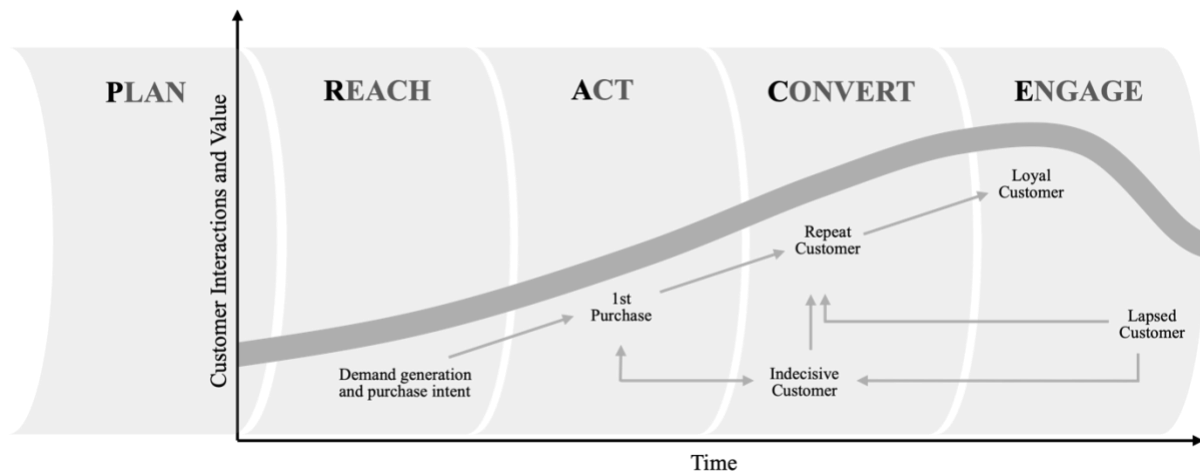 PLAN
REACH
ACT
CONVERT
ENGAGE
Customer Interactions and Value
Loyal
Customer
Repeat
Customer
1st
Purchase
Lapsed
Customer
Demand generation
and purchase intent
Indecisive
Customer
Time